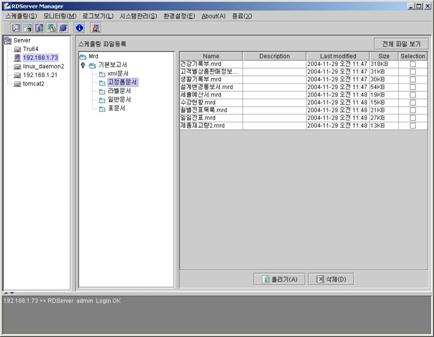 RDServer Manager
스케쥴링(S) 모니터링(M) 로그보기(L) 시스템관리(S) 환경설정(E) About(A) 종료(X)
Server
Tru64
192.168.1.73
linux_daemon2
192.168.1.21
tomcat2
스케쥴링 파일등록
전체 파일 보기
Mrd
기본보고서
xml문서
고정폼문서
라벨문서
일반문서
표문서
Name Description Last modified Size Selection
건강기록부.mrd 2004-11-29 오전 11:47 318KB
고객별상품판매정보... 2004-11-29 오전 11:47 31KB
생활기록부.mrd 2004-11-29 오전 11:47 30KB
설계변경통보서.mrd 2004-11-29 오전 11:47 54KB
세출예산서.mrd 2004-11-29 오전 11:48 19KB
수강현황.mrd 2004-11-29 오전 11:48 15KB
월별전표목록.mrd 2004-11-29 오전 11:48 21KB
일일전표.mrd 2004-11-29 오전 11:48 27KB
제품재고량2.mrd 2004-11-29 오전 11:48 13KB
올리기(A) 삭제(D)
192.168.1.73 >> RDServer admin Login OK